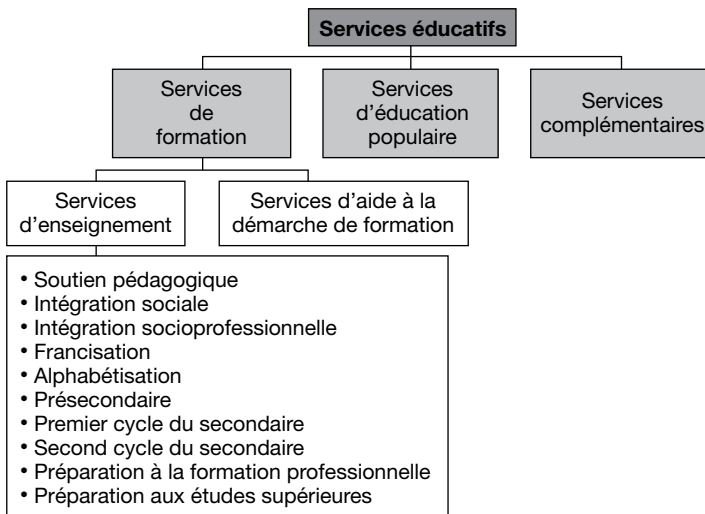 Services éducatifs
Services
de
formation
Services
d'éducation
populaire
Services
complémentaires
Services
d'enseignement
Services d'aide à la
démarche de formation
• Soutien pédagogique
• Intégration sociale
• Intégration socioprofessionnelle
• Francisation
• Alphabétisation
• Présecondaire
• Premier cycle du secondaire
• Second cycle du secondaire
• Préparation à la formation professionnelle
• Préparation aux études supérieures